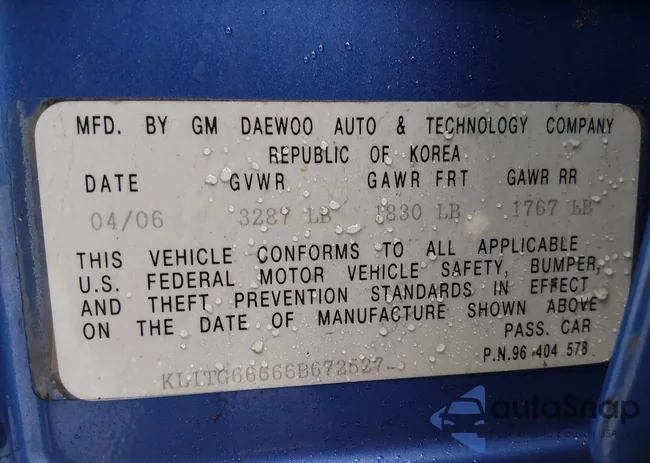 MFD. BY GM DAEWOO AUTO & TECHNOLOGY COMPANY
REPUBLIC OF KOREA
DATE GVWR GAWR FRT GAWR RR
04/06 3287 LB 1830 LB 1767 LB
THIS VEHICLE CONFORMS TO ALL APPLICABLE
U.S. FEDERAL MOTOR VEHICLE SAFETY, BUMPER,
AND THEFT PREVENTION STANDARDS IN EFFECT
ON THE DATE OF MANUFACTURE SHOWN ABOVE
PASS. CAR
P.N.96 404 578
KL1TG66666B672527
autoSnap